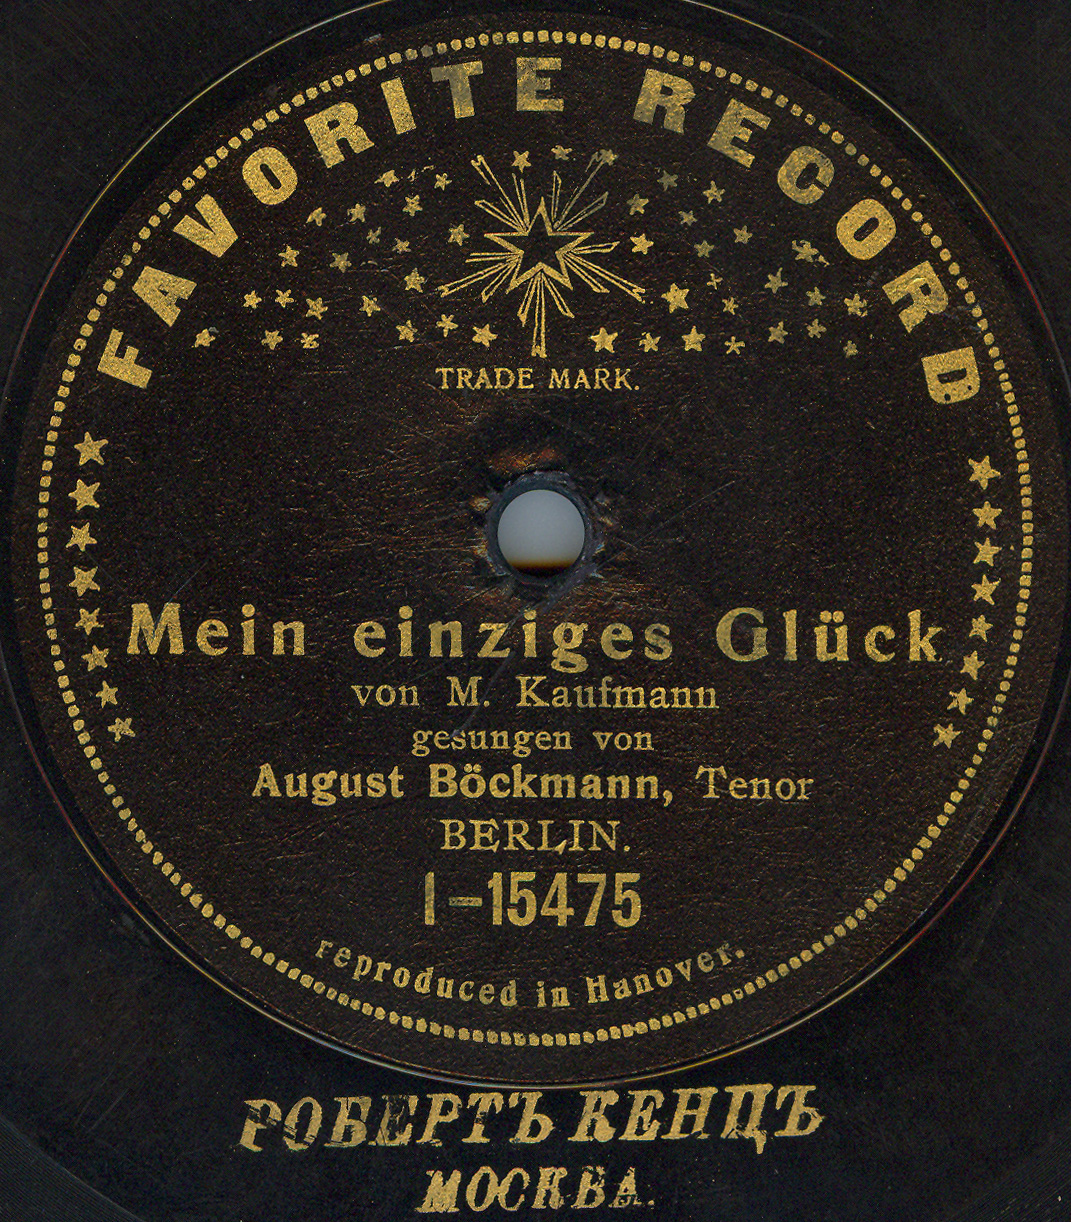 FAVORITE RECORD
TRADE MARK.
Mein einziges Glück
von M. Kaufmann
gesungen von
August Böckmann, Tenor
BERLIN.
1-15475
reproduced in Hanover.
РОБЕРТЪ КЕНЦЪ
МОСКВА.